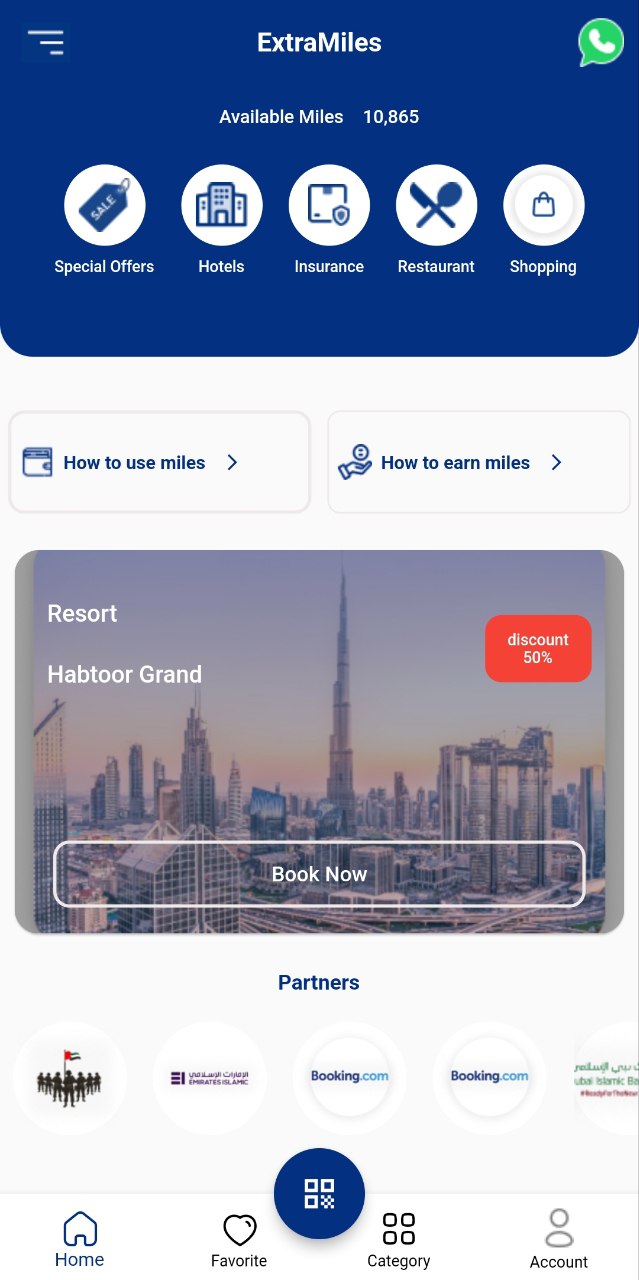 ExtraMiles
Available Miles 10,865
SALE
Special Offers
Hotels
Insurance
Restaurant
Shopping
How to use miles
How to earn miles
Resort
Habtoor Grand
discount
50%
Book Now
Partners
الإمارات الإسلامي
EMIRATES ISLAMIC
Booking.com
Booking.com
دبي الإسلامي
ubai Islamic Ba
#ReadyForTheNew
Home
Favorite
Category
Account